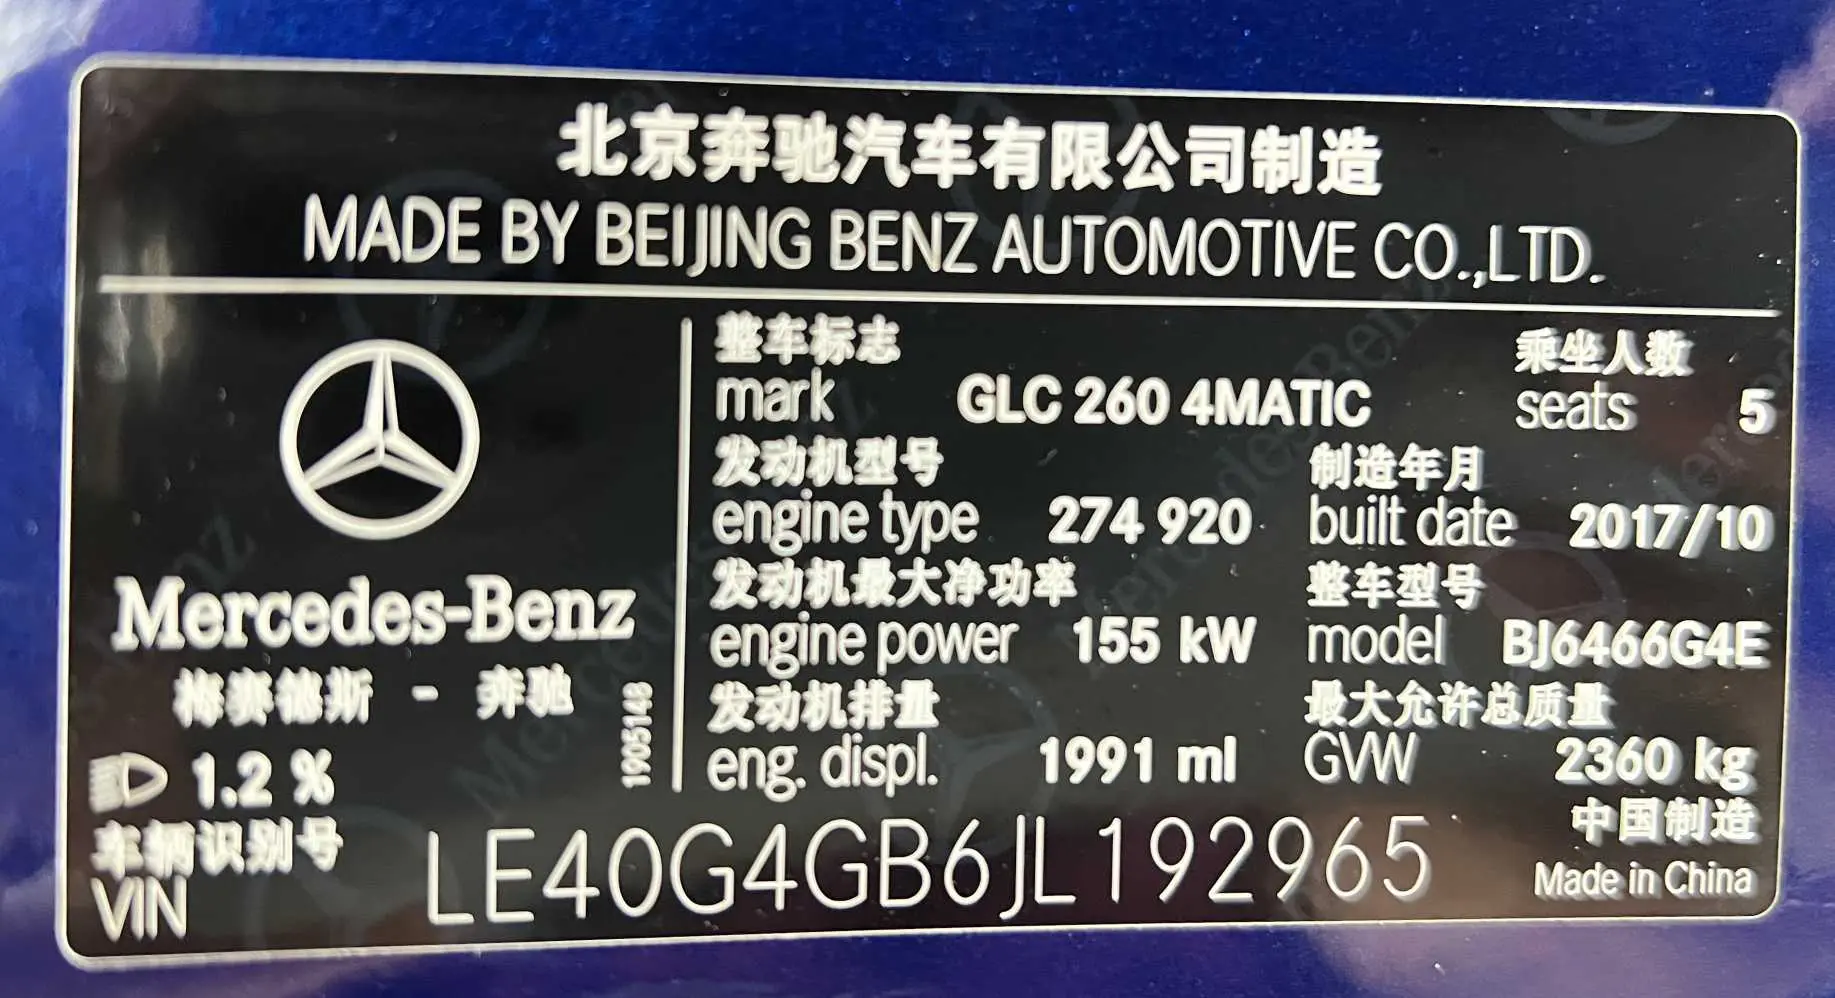 北京奔驰汽车有限公司制造
MADE BY BEIJING BENZ AUTOMOTIVE CO.,LTD.
Mercedes-Benz
梅赛德斯 - 奔驰
1905148
1.2 %
整车标志
mark GLC 260 4MATIC
乘坐人数
seats 5
发动机型号
engine type 274 920
制造年月
built date 2017/10
发动机最大净功率
engine power 155 kW
整车型号
model BJ6466G4E
发动机排量
eng. displ. 1991 ml
最大允许总质量
GVW 2360 kg
车辆识别号
VIN LE40G4GB6JL192965
中国制造
Made in China